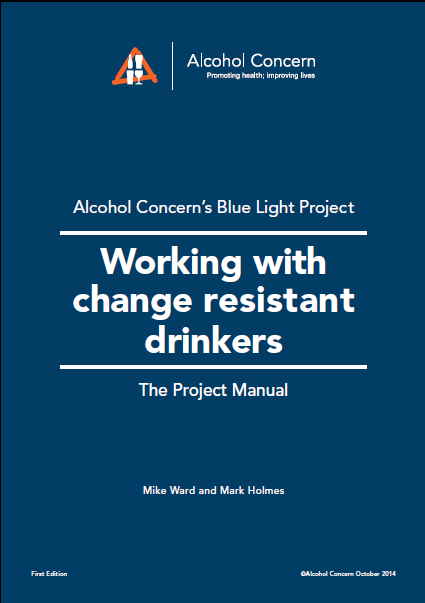 Alcohol Concern
Promoting health; improving lives
Alcohol Concern's Blue Light Project
Working with
change resistant
drinkers
The Project Manual
Mike Ward and Mark Holmes
First Edition
©Alcohol Concern October 2014